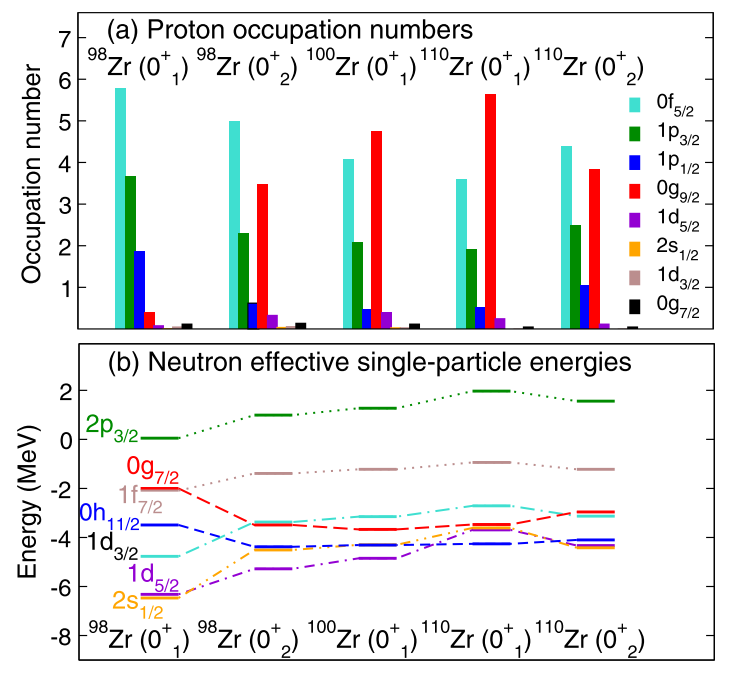 (a) Proton occupation numbers
⁹⁸Zr (0⁺₁) ⁹⁸Zr (0⁺₂) ¹⁰⁰Zr (0⁺₁) ¹¹⁰Zr (0⁺₁) ¹¹⁰Zr (0⁺₂)
Occupation number
7
6
5
4
3
2
1
0f₅/₂
1p₃/₂
1p₁/₂
0g₉/₂
1d₅/₂
2s₁/₂
1d₃/₂
0g₇/₂
(b) Neutron effective single-particle energies
Energy (MeV)
2
0
-2
-4
-6
-8
2p₃/₂
0g₇/₂
1f₇/₂
0h₁₁/₂
1d₃/₂
1d₅/₂
2s₁/₂
⁹⁸Zr (0⁺₁) ⁹⁸Zr (0⁺₂) ¹⁰⁰Zr (0⁺₁) ¹¹⁰Zr (0⁺₁) ¹¹⁰Zr (0⁺₂)